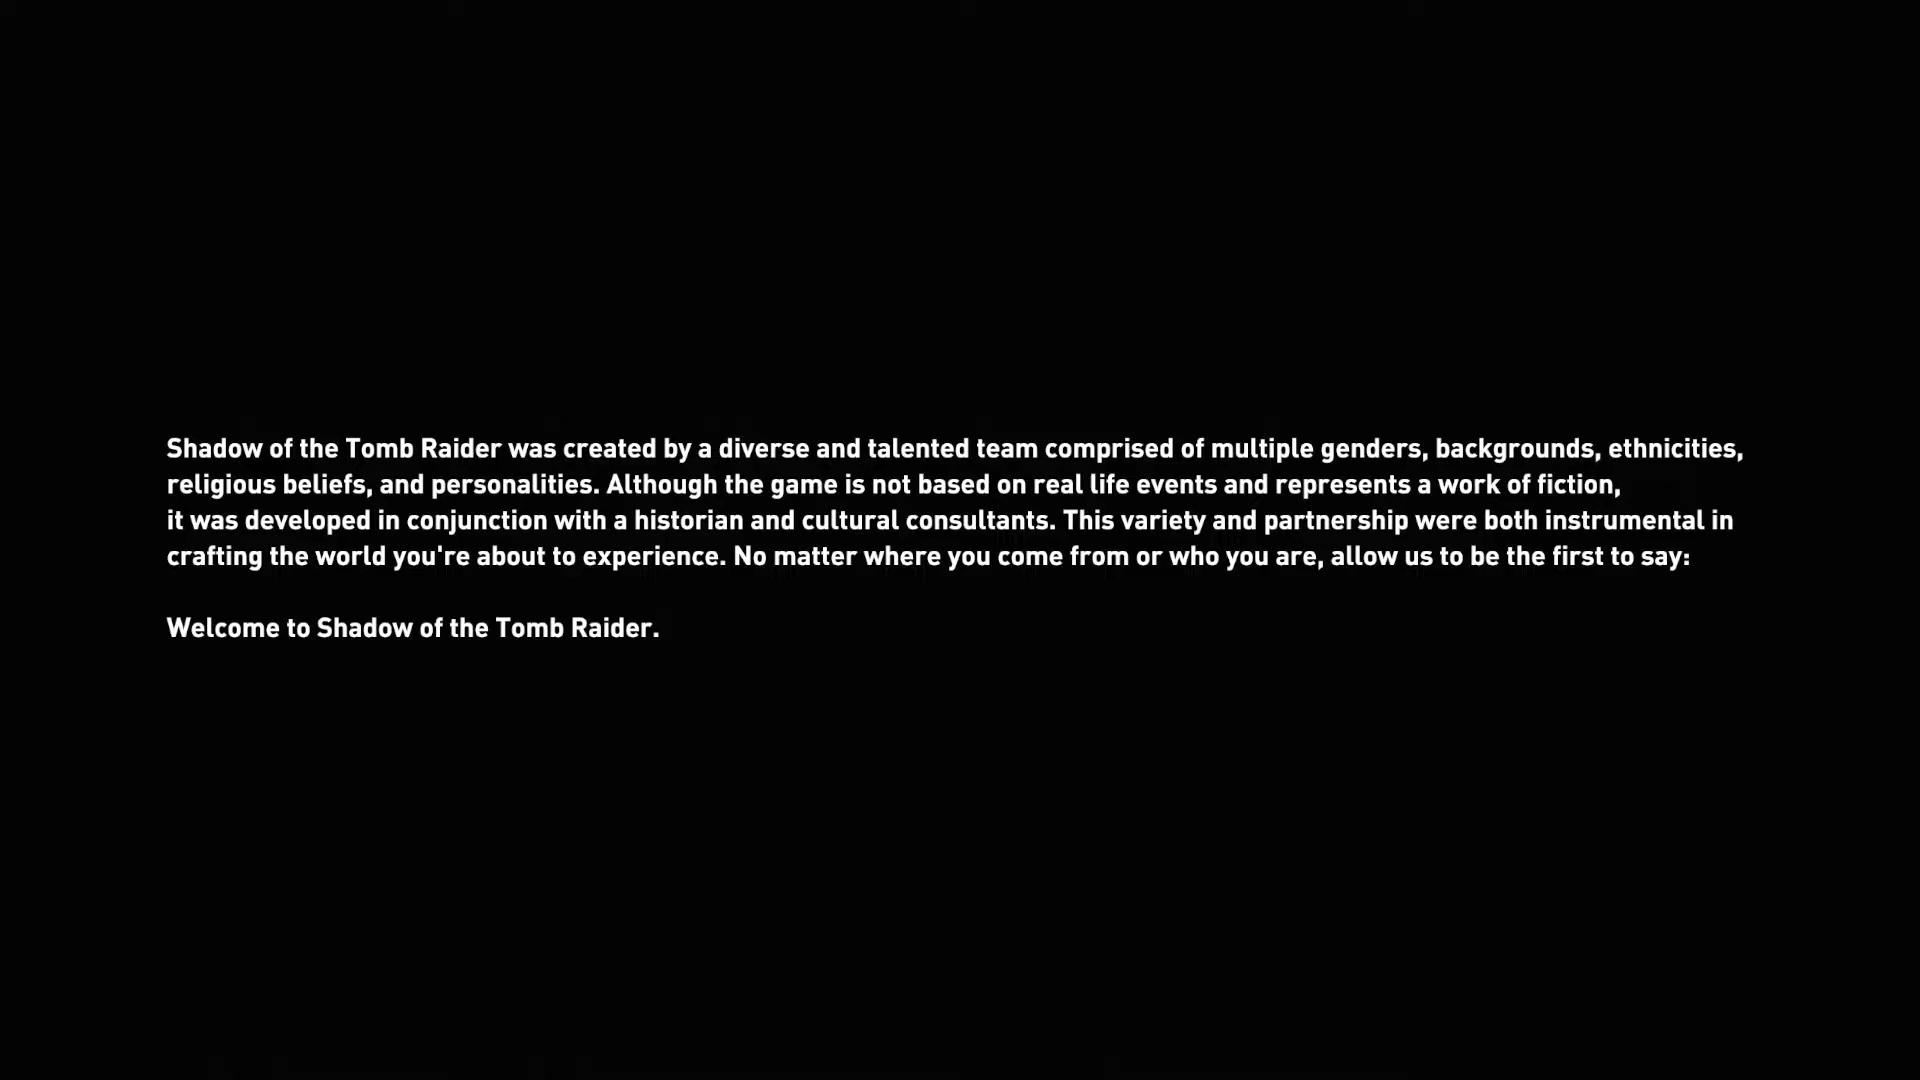 Shadow of the Tomb Raider was created by a diverse and talented team comprised of multiple genders, backgrounds, ethnicities,
religious beliefs, and personalities. Although the game is not based on real life events and represents a work of fiction,
it was developed in conjunction with a historian and cultural consultants. This variety and partnership were both instrumental in
crafting the world you're about to experience. No matter where you come from or who you are, allow us to be the first to say:
Welcome to Shadow of the Tomb Raider.